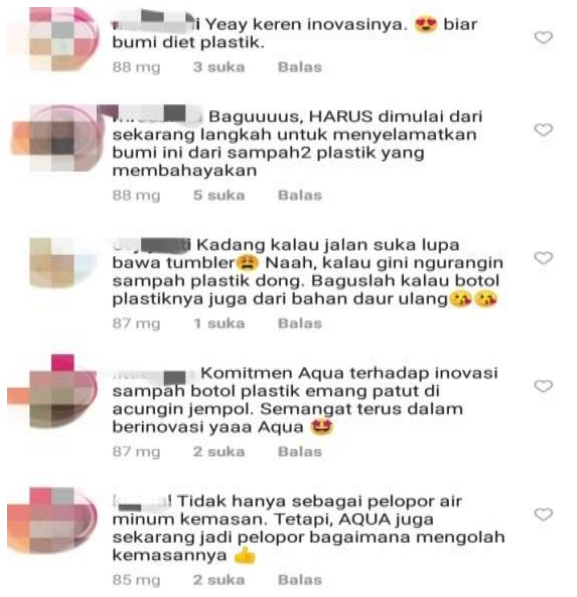 Yeay keren inovasinya. 😍 biar
bumi diet plastik.
88 mg 3 suka Balas
Baguuuus, HARUS dimulai dari
sekarang langkah untuk menyelamatkan
bumi ini dari sampah2 plastik yang
membahayakan
88 mg 5 suka Balas
Kadang kalau jalan suka lupa
bawa tumbler😩 Naah, kalau gini ngurangin
sampah plastik dong. Baguslah kalau botol
plastiknya juga dari bahan daur ulang😘😘
87 mg 1 suka Balas
Komitmen Aqua terhadap inovasi
sampah botol plastik emang patut di
acungin jempol. Semangat terus dalam
berinovasi yaaa Aqua 🤩
87 mg 2 suka Balas
Tidak hanya sebagai pelopor air
minum kemasan. Tetapi, AQUA juga
sekarang jadi pelopor bagaimana mengolah
kemasannya 👍
85 mg 2 suka Balas